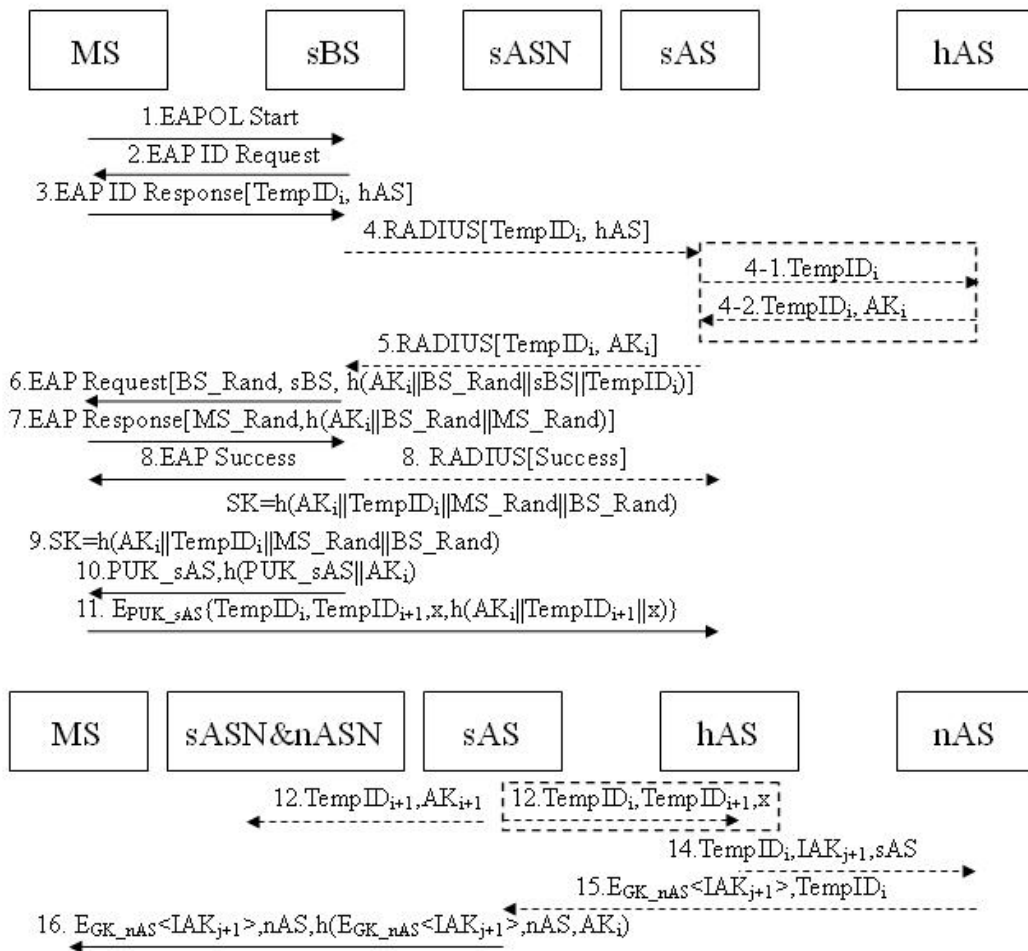 MS sBS sASN sAS hAS
1.EAPOL Start
2.EAP ID Request
3.EAP ID Response[TempIDᵢ, hAS]
4.RADIUS[TempIDᵢ, hAS]
4-1.TempIDᵢ
4-2.TempIDᵢ, AKᵢ
5.RADIUS[TempIDᵢ, AKᵢ]
6.EAP Request[BS_Rand, sBS, h(AKᵢ||BS_Rand||sBS||TempIDᵢ)]
7.EAP Response[MS_Rand,h(AKᵢ||BS_Rand||MS_Rand)]
8.EAP Success 8. RADIUS[Success]
SK=h(AKᵢ||TempIDᵢ||MS_Rand||BS_Rand)
9.SK=h(AKᵢ||TempIDᵢ||MS_Rand||BS_Rand)
10.PUK_sAS,h(PUK_sAS||AKᵢ)
11. E_PUK_sAS{TempIDᵢ,TempIDᵢ₊₁,x,h(AKᵢ||TempIDᵢ₊₁||x)}
MS sASN&nASN sAS hAS nAS
12.TempIDᵢ₊₁,AKᵢ₊₁ 12.TempIDᵢ,TempIDᵢ₊₁,x
14.TempIDᵢ,IAKⱼ₊₁,sAS
15.E_GK_nAS<IAKⱼ₊₁>,TempIDᵢ
16. E_GK_nAS<IAKⱼ₊₁>,nAS,h(E_GK_nAS<IAKⱼ₊₁>,nAS,AKᵢ)